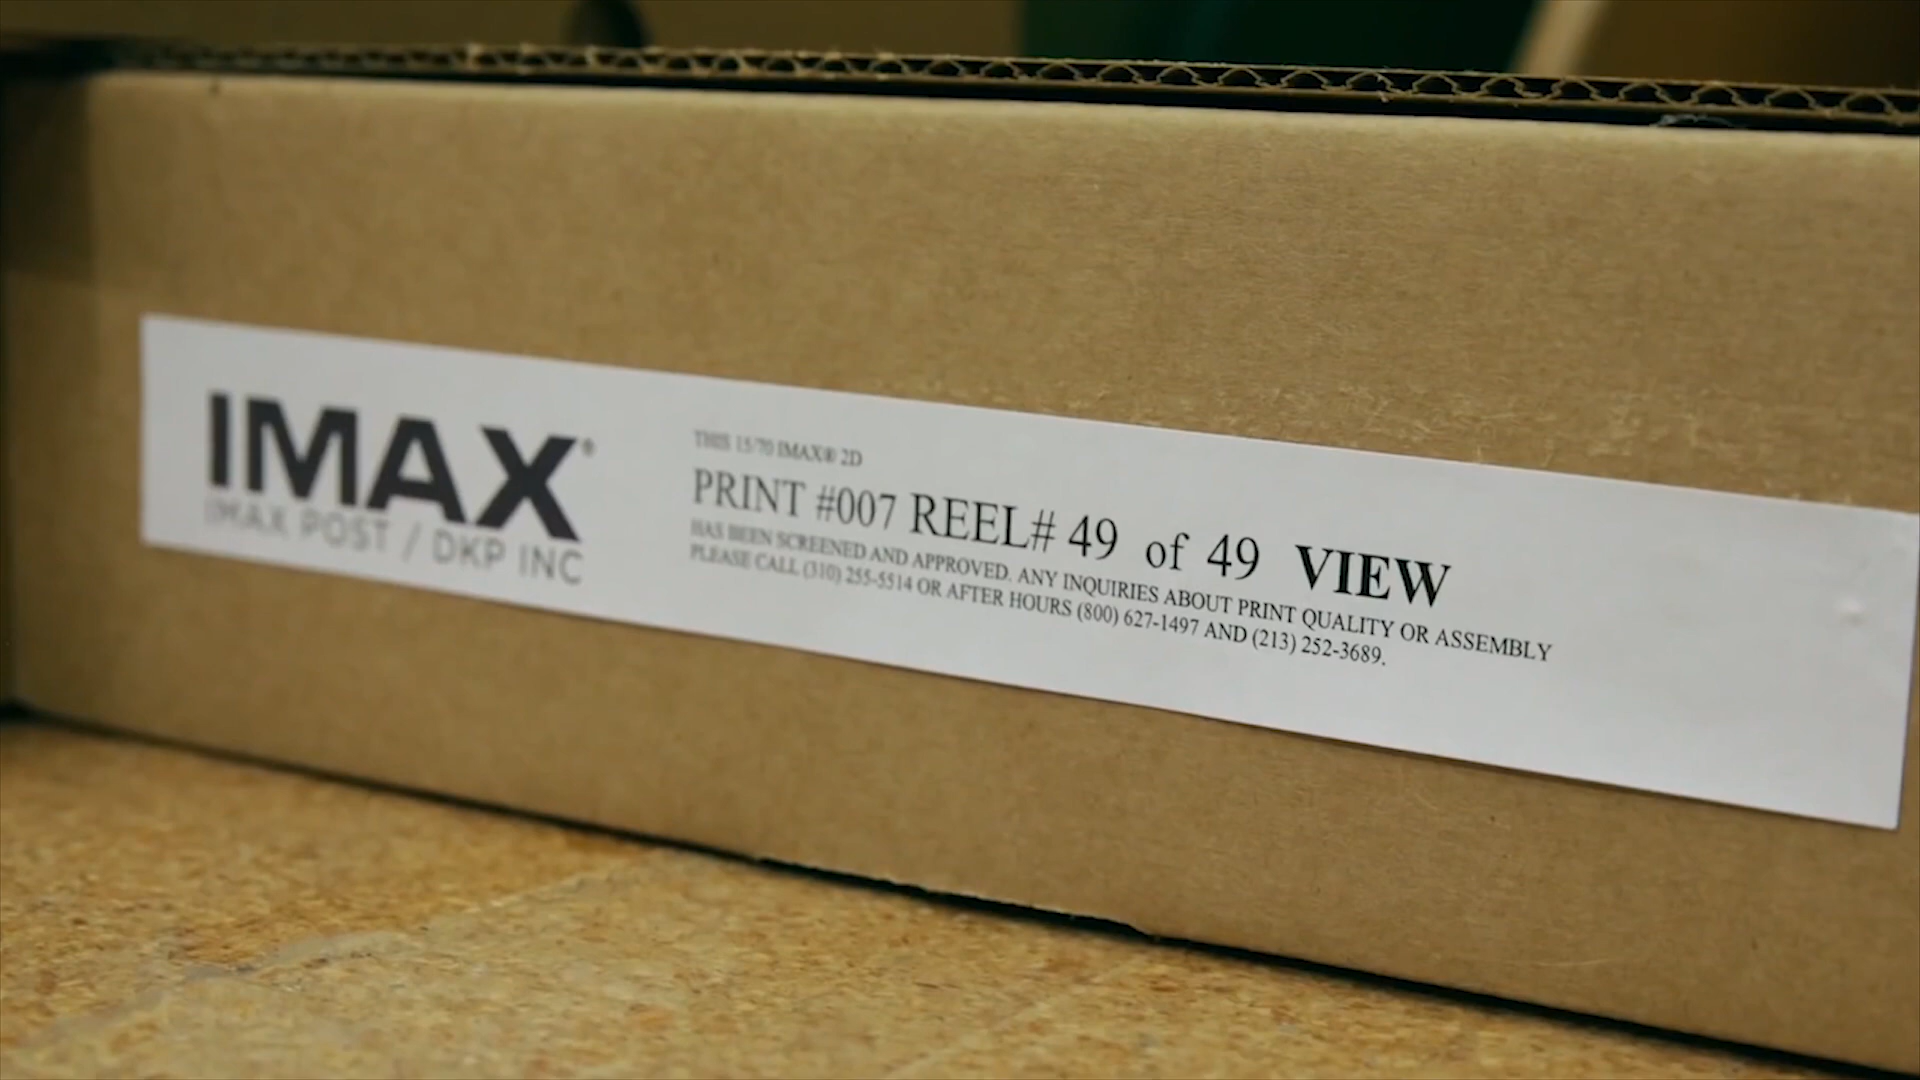 IMAX®
IMAX POST / DKP INC
THIS 15/70 IMAX® 2D
PRINT #007 REEL# 49 of 49 VIEW
HAS BEEN SCREENED AND APPROVED. ANY INQUIRIES ABOUT PRINT QUALITY OR ASSEMBLY
PLEASE CALL (310) 255-5514 OR AFTER HOURS (800) 627-1497 AND (213) 252-3689.